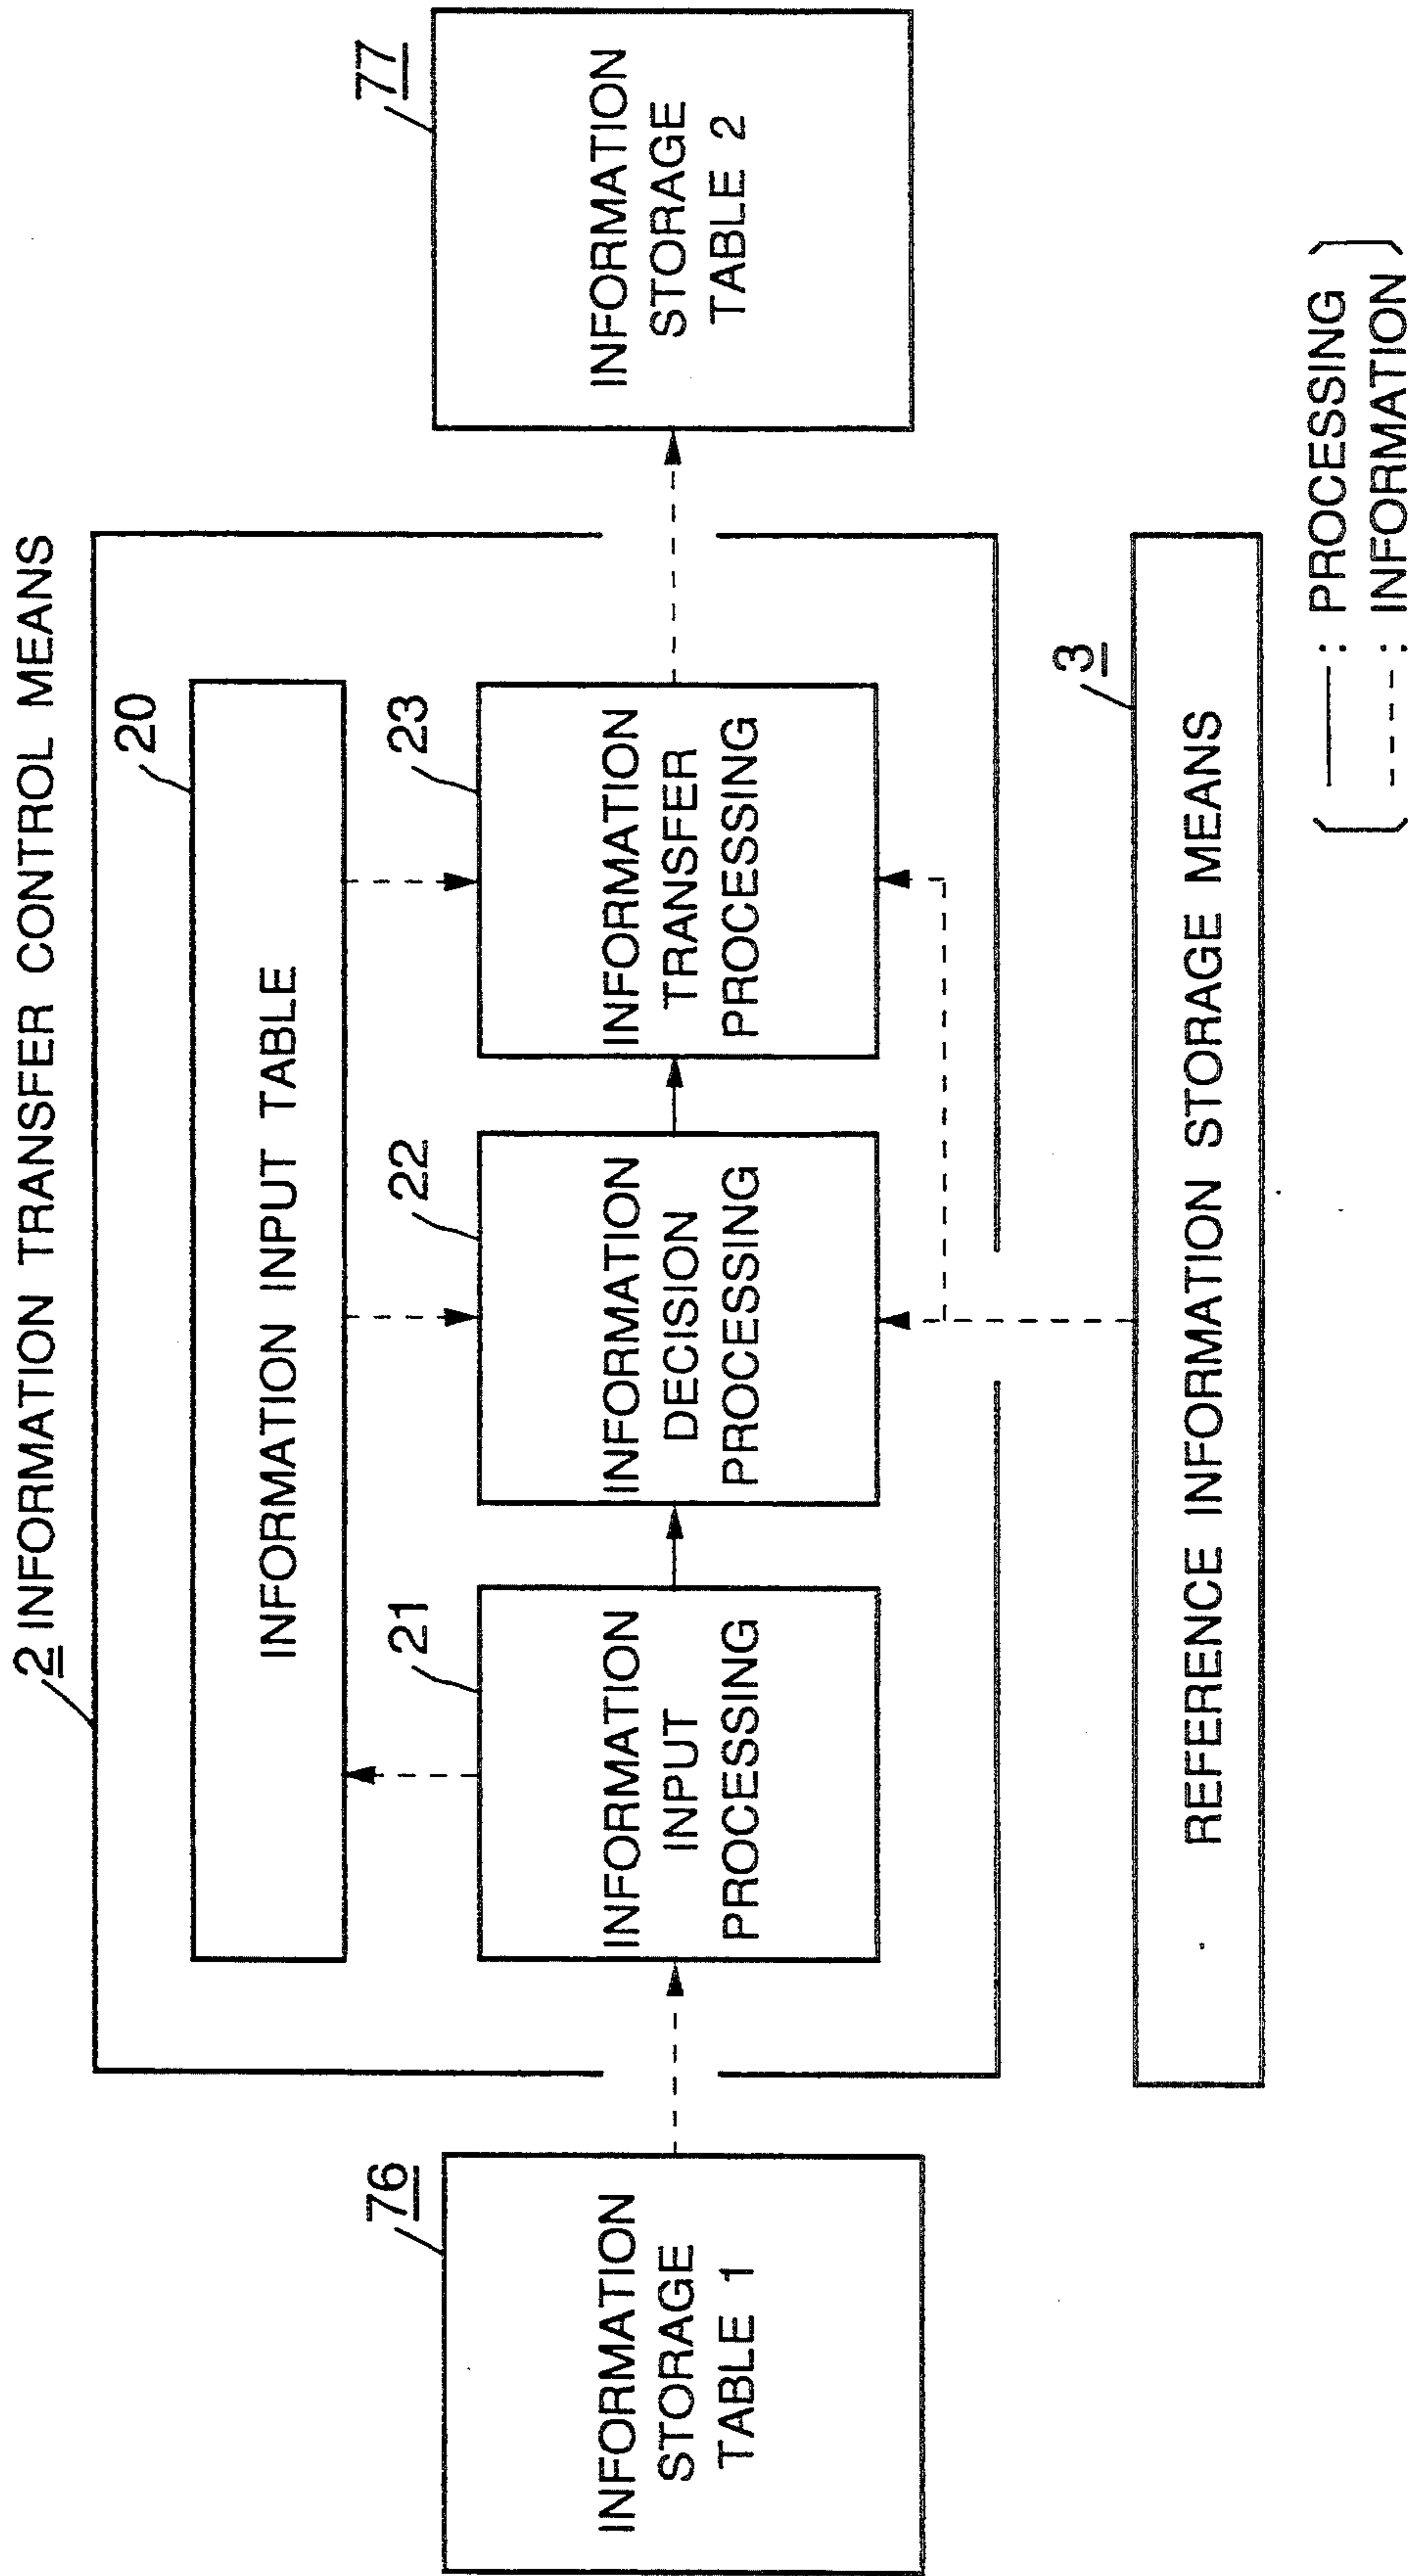 2 INFORMATION TRANSFER CONTROL MEANS
20
INFORMATION INPUT TABLE
76
INFORMATION
STORAGE
TABLE 1
21
INFORMATION
INPUT
PROCESSING
22
INFORMATION
DECISION
PROCESSING
23
INFORMATION
TRANSFER
PROCESSING
77
INFORMATION
STORAGE
TABLE 2
3
REFERENCE INFORMATION STORAGE MEANS
: PROCESSING
: INFORMATION